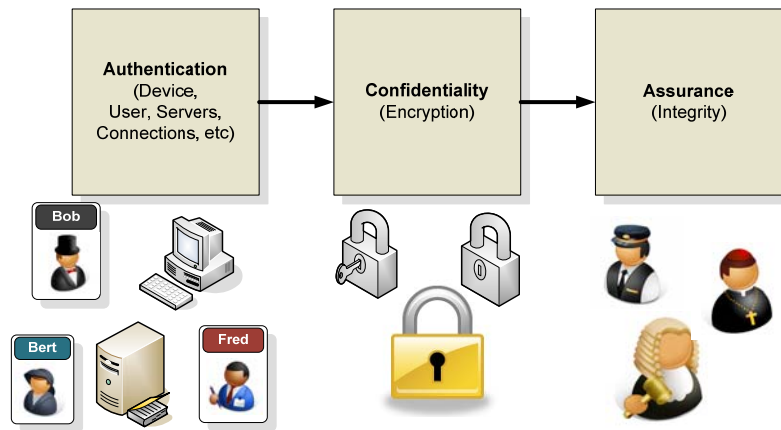 Authentication
(Device,
User, Servers,
Connections, etc)
Confidentiality
(Encryption)
Assurance
(Integrity)
Bob
Bert
Fred